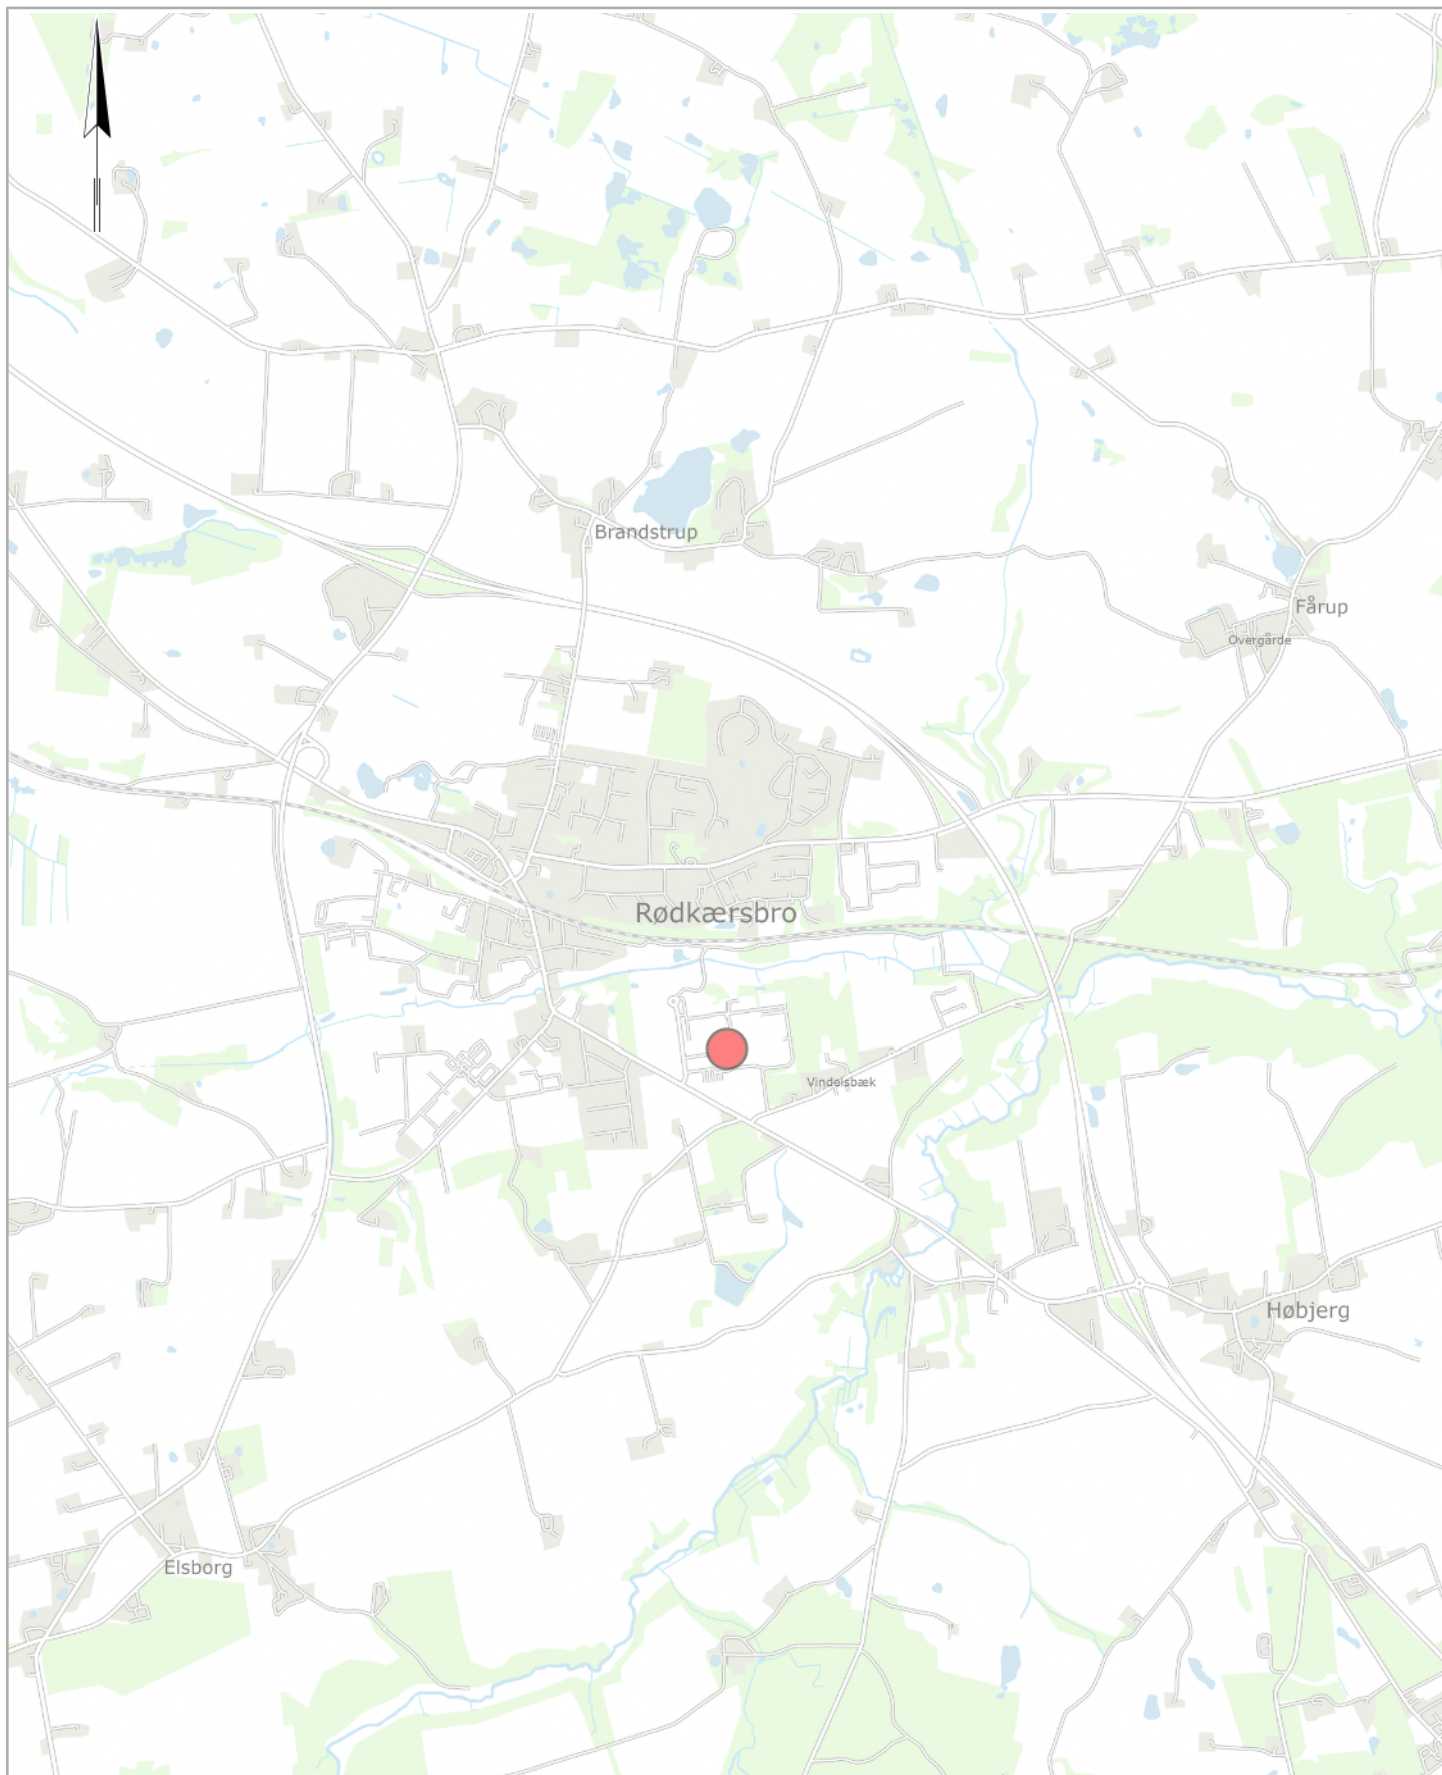 Brandstrup
Fårup
Overgårde
Rødkærsbro
Vindelsbæk
Høbjerg
Elsborg